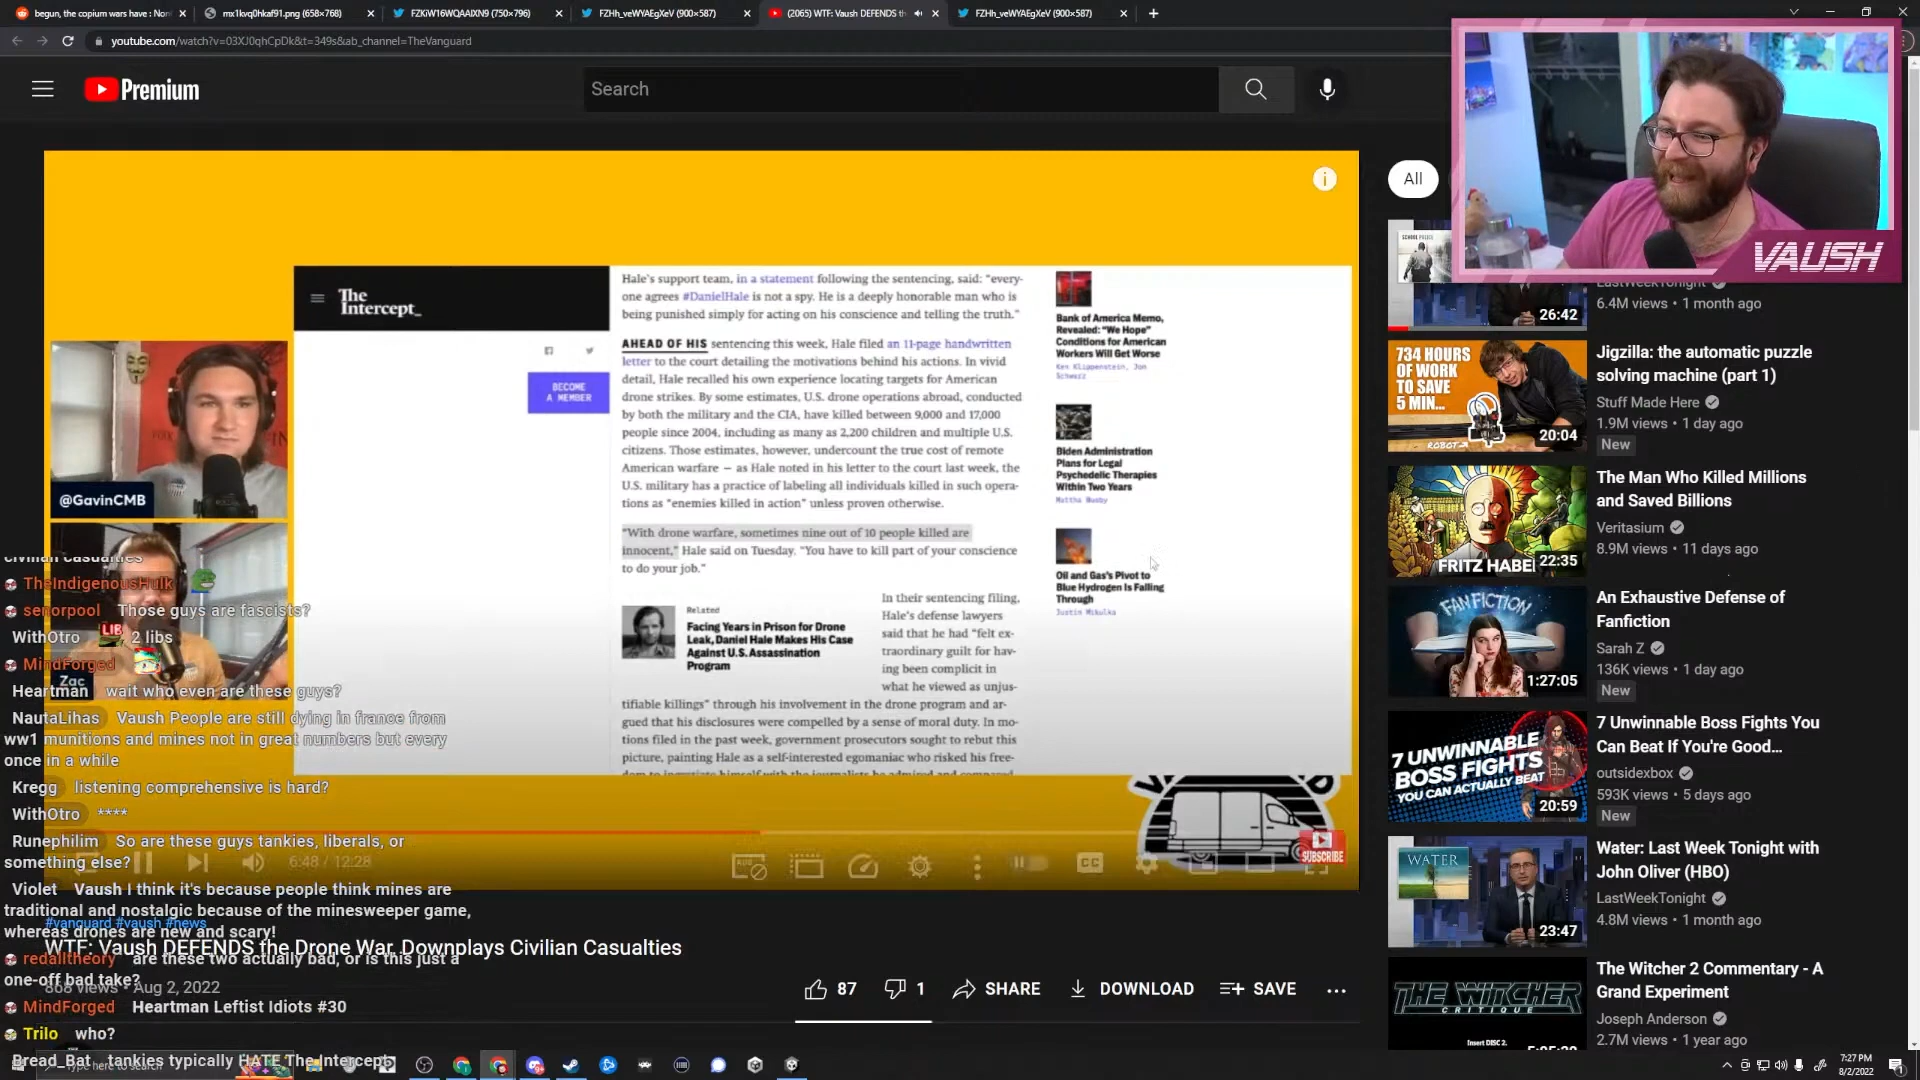 begun, the copium wars have : Non
mx1kvq0hkaf91.png (658×768)
FZKiW16WQAAIXN9 (750×796)
FZHh_veWYAEgXeV (900×587)
(2065) WTF: Vaush DEFENDS th
FZHh_veWYAEgXeV (900×587)
youtube.com/watch?v=03XJ0qhCpDk&t=349s&ab_channel=TheVanguard
Premium
Search
All
VAUSH
The
Intercept_
BECOME
A MEMBER
Hale's support team, in a statement following the sentencing, said: "every-
one agrees #DanielHale is not a spy. He is a deeply honorable man who is
being punished simply for acting on his conscience and telling the truth."
AHEAD OF HIS sentencing this week, Hale filed an 11-page handwritten
letter to the court detailing the motivations behind his actions. In vivid
detail, Hale recalled his own experience locating targets for American
drone strikes. By some estimates, U.S. drone operations abroad, conducted
by both the military and the CIA, have killed between 9,000 and 17,000
people since 2004, including as many as 2,200 children and multiple U.S.
citizens. Those estimates, however, undercount the true cost of remote
American warfare — as Hale noted in his letter to the court last week, the
U.S. military has a practice of labeling all individuals killed in such opera-
tions as "enemies killed in action" unless proven otherwise.
"With drone warfare, sometimes nine out of 10 people killed are
innocent," Hale said on Tuesday. "You have to kill part of your conscience
to do your job."
Related
Facing Years in Prison for Drone
Leak, Daniel Hale Makes His Case
Against U.S. Assassination
Program
In their sentencing filing,
Hale's defense lawyers
said that he had "felt ex-
traordinary guilt for hav-
ing been complicit in
what he viewed as unjus-
tifiable killings" through his involvement in the drone program and ar-
gued that his disclosures were compelled by a sense of moral duty. In mo-
tions filed in the past week, government prosecutors sought to rebut this
picture, painting Hale as a self-interested egomaniac who risked his free-
Bank of America Memo,
Revealed: "We Hope"
Conditions for American
Workers Will Get Worse
Ken Klippenstein, Jon
Schwarz
Biden Administration
Plans for Legal
Psychedelic Therapies
Within Two Years
Mattha Busby
Oil and Gas's Pivot to
Blue Hydrogen Is Falling
Through
Justin Mikulka
@GavinCMB
Zac
civilian casualties
TheIndigenousHulk
senorpool Those guys are fascists?
WithOtro LIB 2 libs
MindForged
Heartman wait who even are these guys?
NautaLihas Vaush People are still dying in france from
ww1 munitions and mines not in great numbers but every
once in a while
Kregg listening comprehensive is hard?
WithOtro ****
Runephilim So are these guys tankies, liberals, or
something else?
Violet Vaush I think it's because people think mines are
traditional and nostalgic because of the minesweeper game,
whereas drones are new and scary!
redalltheory are these two actually bad, or is this just a
one-off bad take?
MindForged Heartman Leftist Idiots #30
Trilo who?
Bread_Bat tankies typically HATE The Intercept
6:48 / 12:28
CC
SUBSCRIBE
#vanguard #vaush #news
WTF: Vaush DEFENDS the Drone War, Downplays Civilian Casualties
868 views • Aug 2, 2022
87
1
SHARE
DOWNLOAD
SAVE
LastWeekTonight
6.4M views • 1 month ago
26:42
734 HOURS
OF WORK
TO SAVE
5 MIN...
ROBOT
20:04
Jigzilla: the automatic puzzle
solving machine (part 1)
Stuff Made Here
1.9M views • 1 day ago
New
FRITZ HABE
22:35
The Man Who Killed Millions
and Saved Billions
Veritasium
8.9M views • 11 days ago
FANFICTION
1:27:05
An Exhaustive Defense of
Fanfiction
Sarah Z
136K views • 1 day ago
New
7 UNWINNABLE
BOSS FIGHTS
YOU CAN ACTUALLY BEAT
20:59
7 Unwinnable Boss Fights You
Can Beat If You're Good...
outsidexbox
593K views • 5 days ago
New
WATER
23:47
Water: Last Week Tonight with
John Oliver (HBO)
LastWeekTonight
4.8M views • 1 month ago
THE WITCHER
CRITIQUE
Insert DISC 2.
The Witcher 2 Commentary - A
Grand Experiment
Joseph Anderson
2.7M views • 1 year ago
Type here to search
7:27 PM
8/2/2022